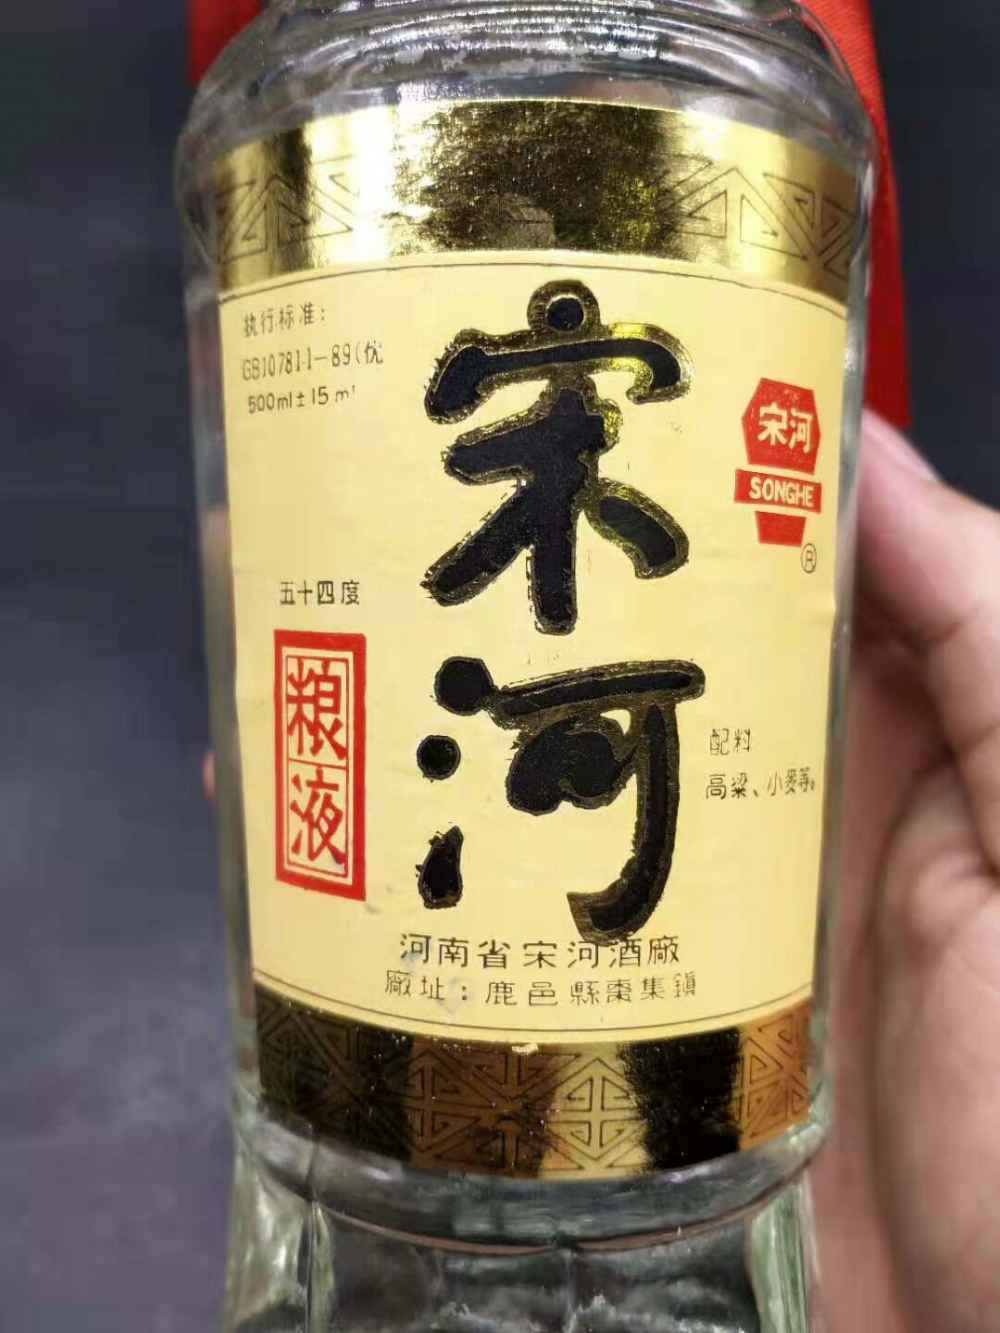 执行标准：
GB10781.1-89(优
500ml±15ml
宋河
宋河
SONGHE
®
五十四度
粮液
配料
高粱、小麥等。
河南省宋河酒廠
廠址：鹿邑縣棗集鎮